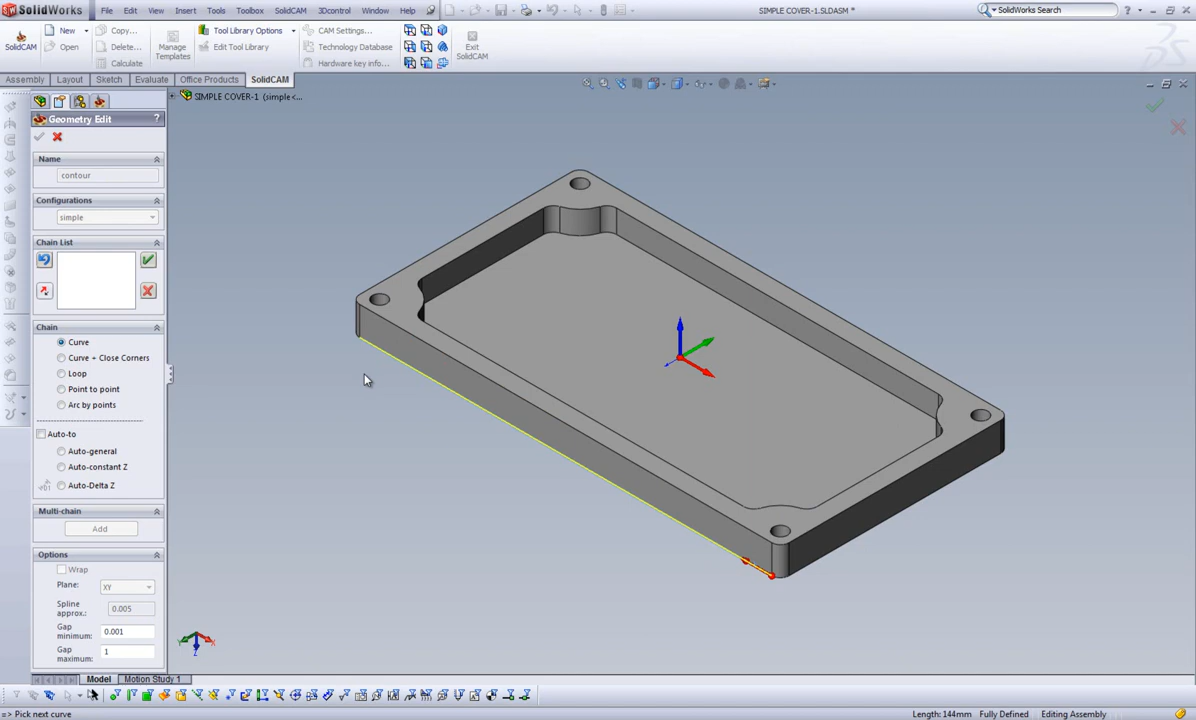 SolidWorks File Edit View Insert Tools Toolbox SolidCAM 3Dcontrol Window Help SIMPLE COVER-1.SLDASM * SolidWorks Search
SolidCAM
New
Open
Copy...
Delete...
Calculate
Manage
Templates
Tool Library Options
Edit Tool Library
CAM Settings...
Technology Database
Hardware key info...
Exit
SolidCAM
Assembly Layout Sketch Evaluate Office Products SolidCAM
SIMPLE COVER-1 (simple<...
Geometry Edit ?
Name
contour
Configurations
simple
Chain List
Chain
Curve
Curve + Close Corners
Loop
Point to point
Arc by points
Auto-to
Auto-general
Auto-constant Z
Auto-Delta Z
Multi-chain
Add
Options
Wrap
Plane: XY
Spline
approx.: 0.005
Gap
minimum: 0.001
Gap
maximum: 1
Y X
Z
Model Motion Study 1
=> Pick next curve Length: 144mm Fully Defined Editing Assembly